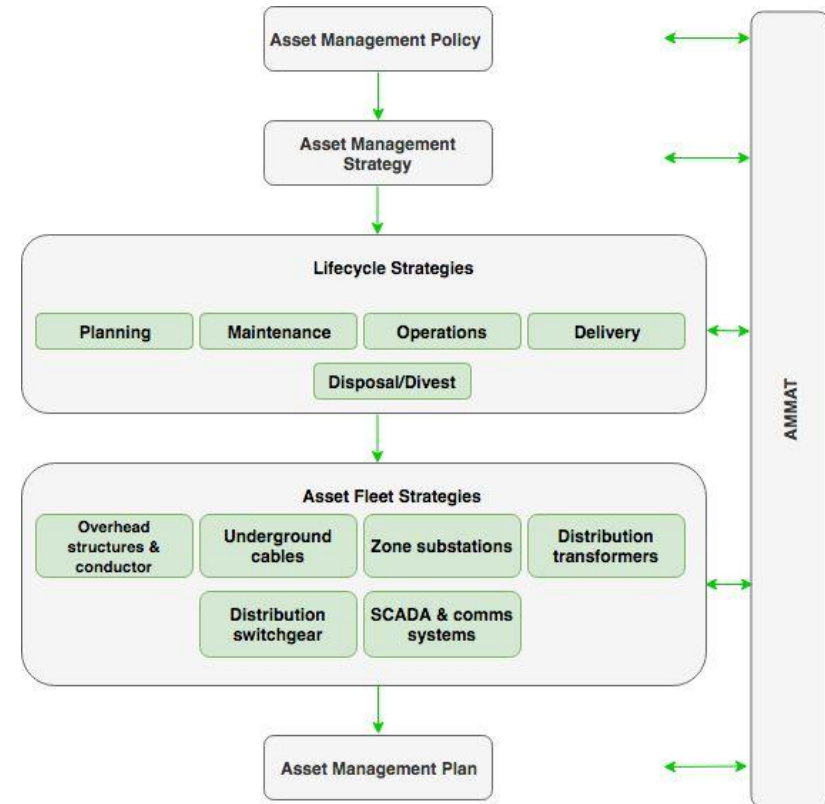 Asset Management Policy
Asset Management
Strategy
Lifecycle Strategies
Planning
Maintenance
Operations
Delivery
Disposal/Divest
Asset Fleet Strategies
Overhead
structures &
conductor
Underground
cables
Zone substations
Distribution
transformers
Distribution
switchgear
SCADA & comms
systems
Asset Management Plan
AMMAT